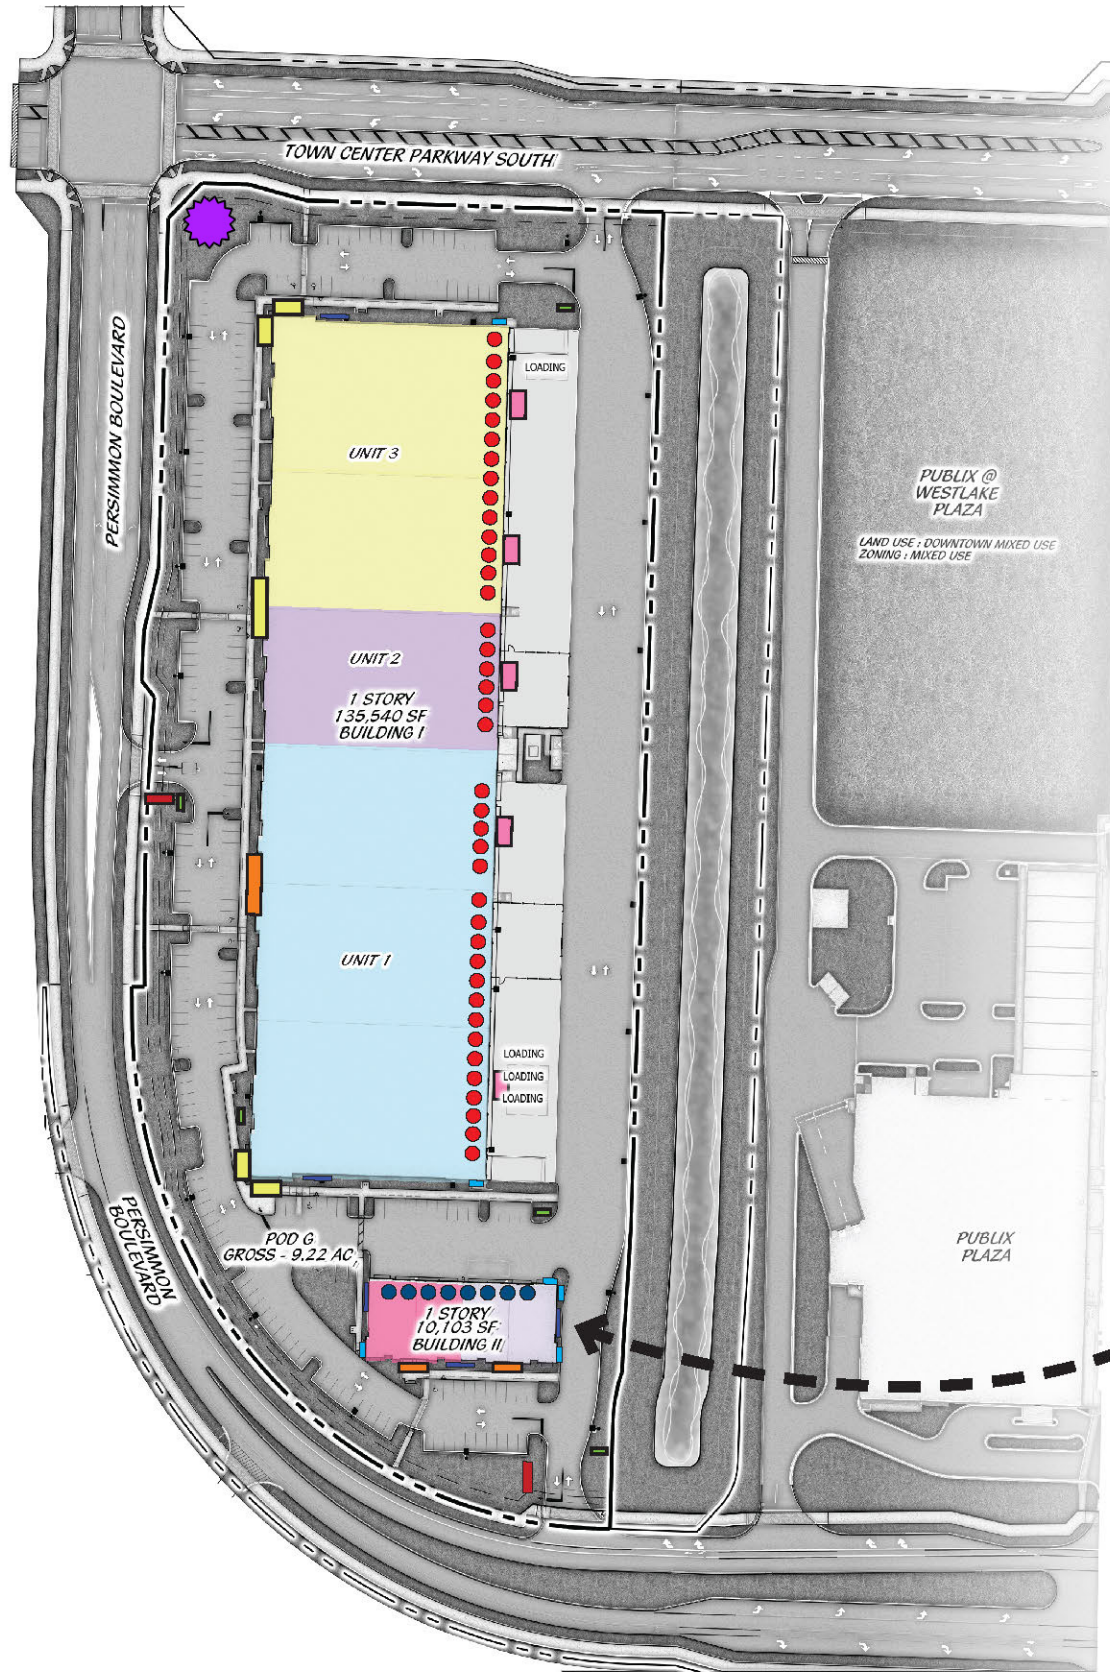 TOWN CENTER PARKWAY SOUTH
PERSIMMON BOULEVARD
LOADING
UNIT 3
PUBLIX @
WESTLAKE
PLAZA
LAND USE : DOWNTOWN MIXED USE
ZONING : MIXED USE
UNIT 2
1 STORY
135,540 SF
BUILDING I
UNIT 1
LOADING
LOADING
LOADING
PERSIMMON
BOULEVARD
POD G
GROSS - 9.22 AC
PUBLIX
PLAZA
1 STORY
10,103 SF
BUILDING II